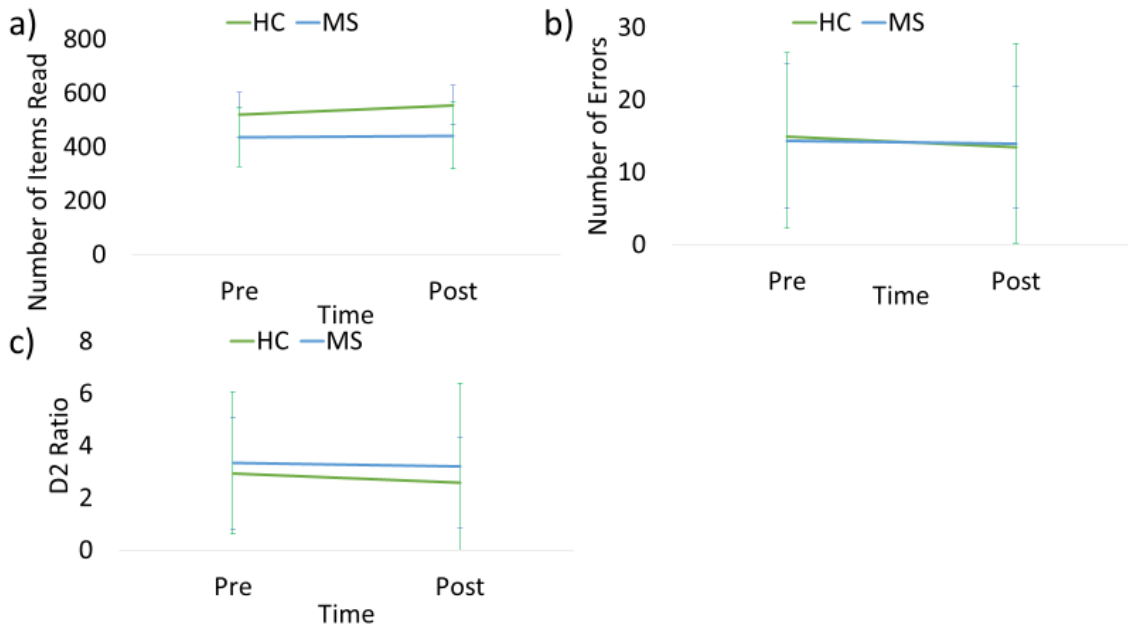 a)
HC MS
Number of Items Read
800
600
400
200
0
Pre Post
Time
b)
HC MS
Number of Errors
30
20
10
0
Pre Post
Time
c)
HC MS
D2 Ratio
8
6
4
2
0
Pre Post
Time